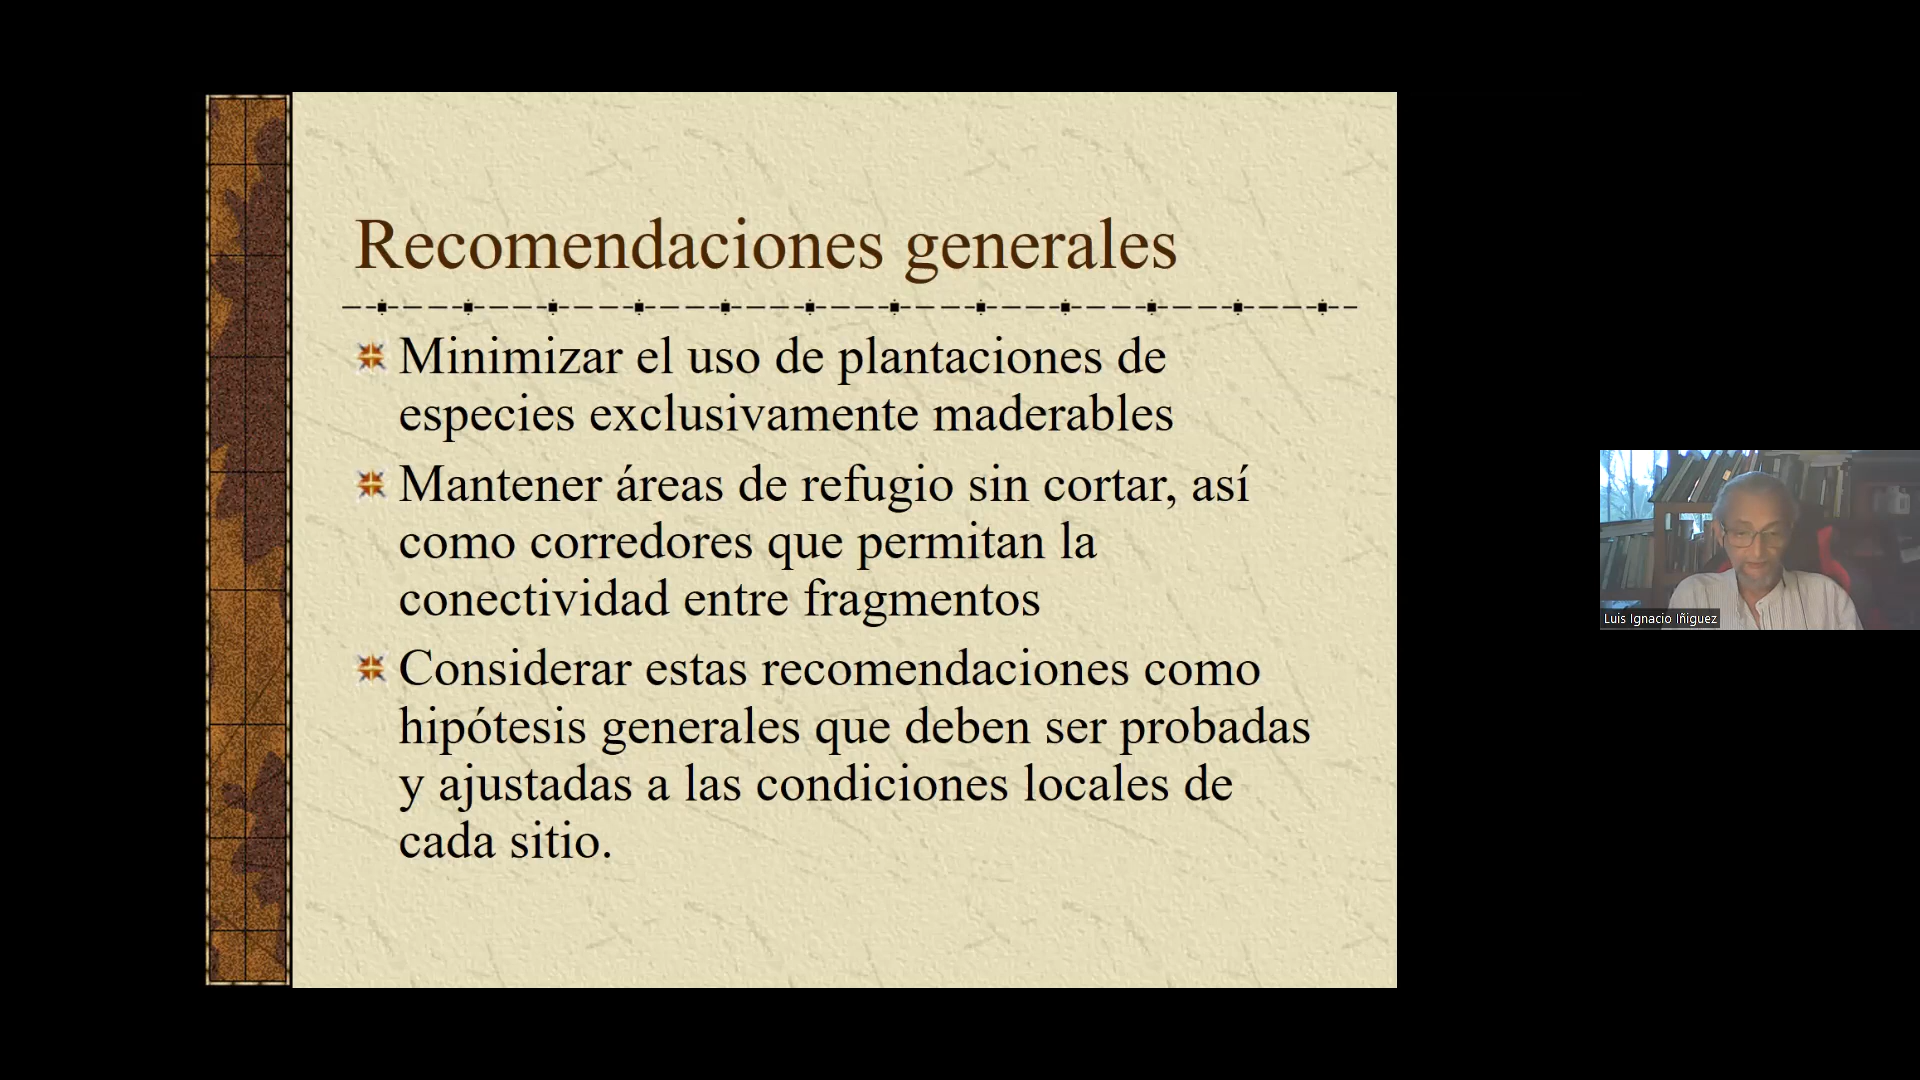 Recomendaciones generales
Minimizar el uso de plantaciones de
especies exclusivamente maderables
Mantener áreas de refugio sin cortar, así
como corredores que permitan la
conectividad entre fragmentos
Considerar estas recomendaciones como
hipótesis generales que deben ser probadas
y ajustadas a las condiciones locales de
cada sitio.
Luis Ignacio Iñiguez